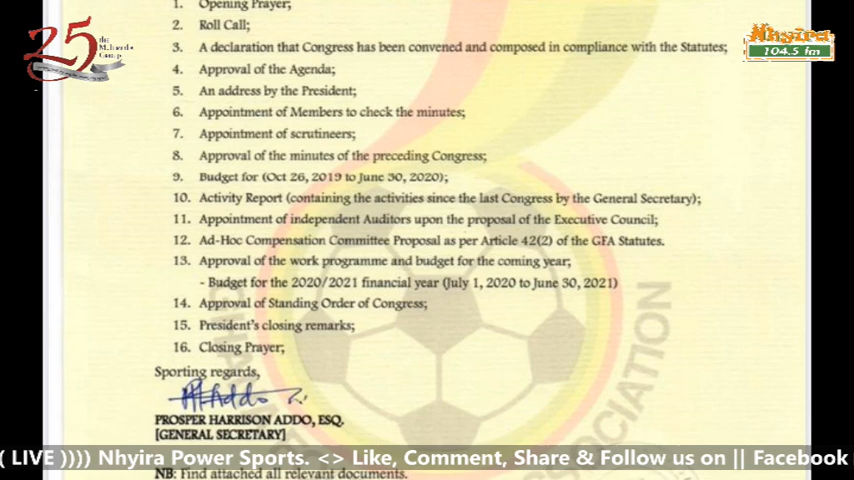 1. Opening Prayer;
2. Roll Call;
3. A declaration that Congress has been convened and composed in compliance with the Statutes;
4. Approval of the Agenda;
5. An address by the President;
6. Appointment of Members to check the minutes;
7. Appointment of scrutineers;
8. Approval of the minutes of the preceding Congress;
9. Budget for (Oct 26, 2019 to June 30, 2020);
10. Activity Report (containing the activities since the last Congress by the General Secretary);
11. Appointment of independent Auditors upon the proposal of the Executive Council;
12. Ad-Hoc Compensation Committee Proposal as per Article 42(2) of the GFA Statutes.
13. Approval of the work programme and budget for the coming year;
- Budget for the 2020/2021 financial year (July 1, 2020 to June 30, 2021)
14. Approval of Standing Order of Congress;
15. President's closing remarks;
16. Closing Prayer;
Sporting regards,
PROSPER HARRISON ADDO, ESQ.
[GENERAL SECRETARY]
NB: Find attached all relevant documents.
25 the Multimedia Group
Nhyira
104.5 fm
ASSOCIATION
( LIVE )))) Nhyira Power Sports. <> Like, Comment, Share & Follow us on || Facebook